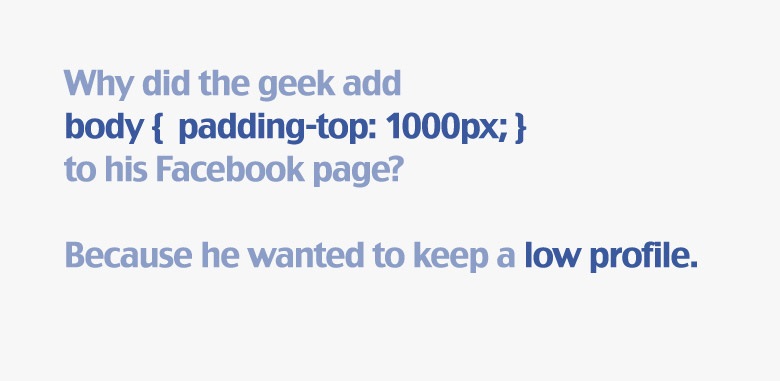 Why did the geek add
body {  padding-top: 1000px; }
to his Facebook page?
Because he wanted to keep a low profile.